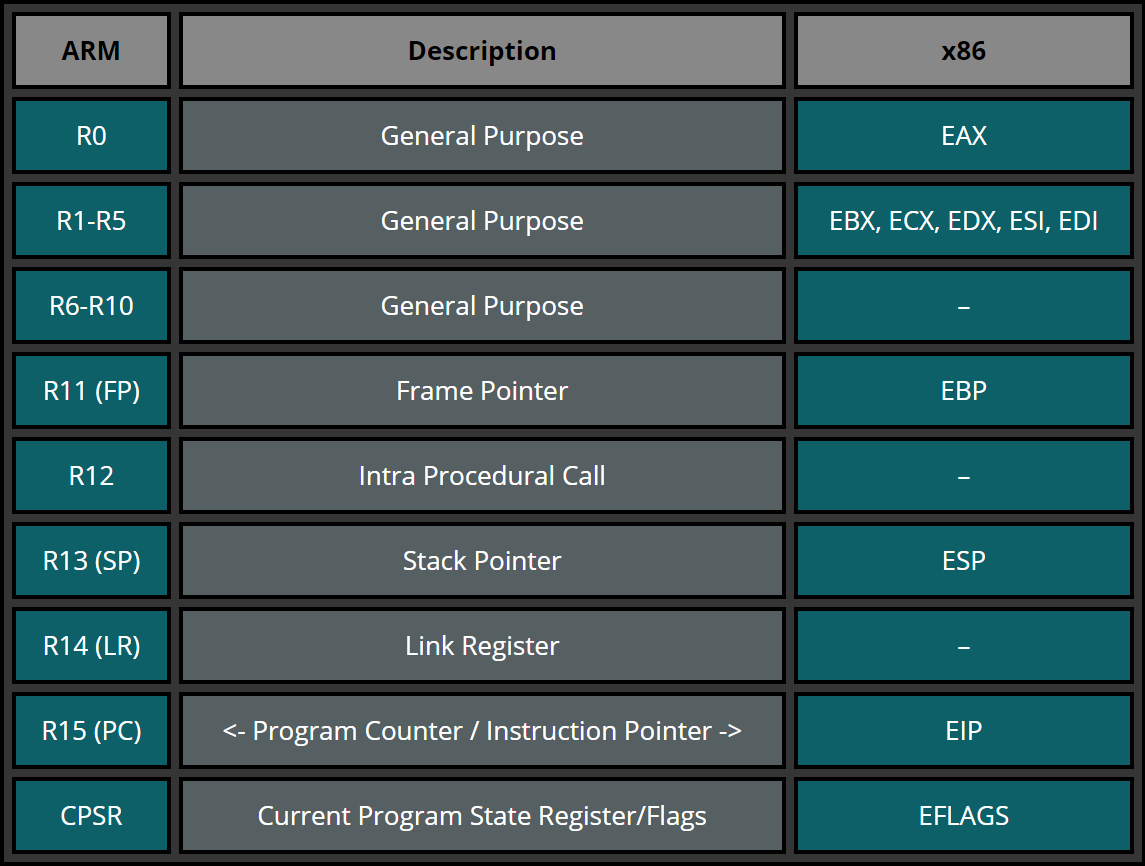 ARM Description x86
R0 General Purpose EAX
R1-R5 General Purpose EBX, ECX, EDX, ESI, EDI
R6-R10 General Purpose –
R11 (FP) Frame Pointer EBP
R12 Intra Procedural Call –
R13 (SP) Stack Pointer ESP
R14 (LR) Link Register –
R15 (PC) <- Program Counter / Instruction Pointer -> EIP
CPSR Current Program State Register/Flags EFLAGS